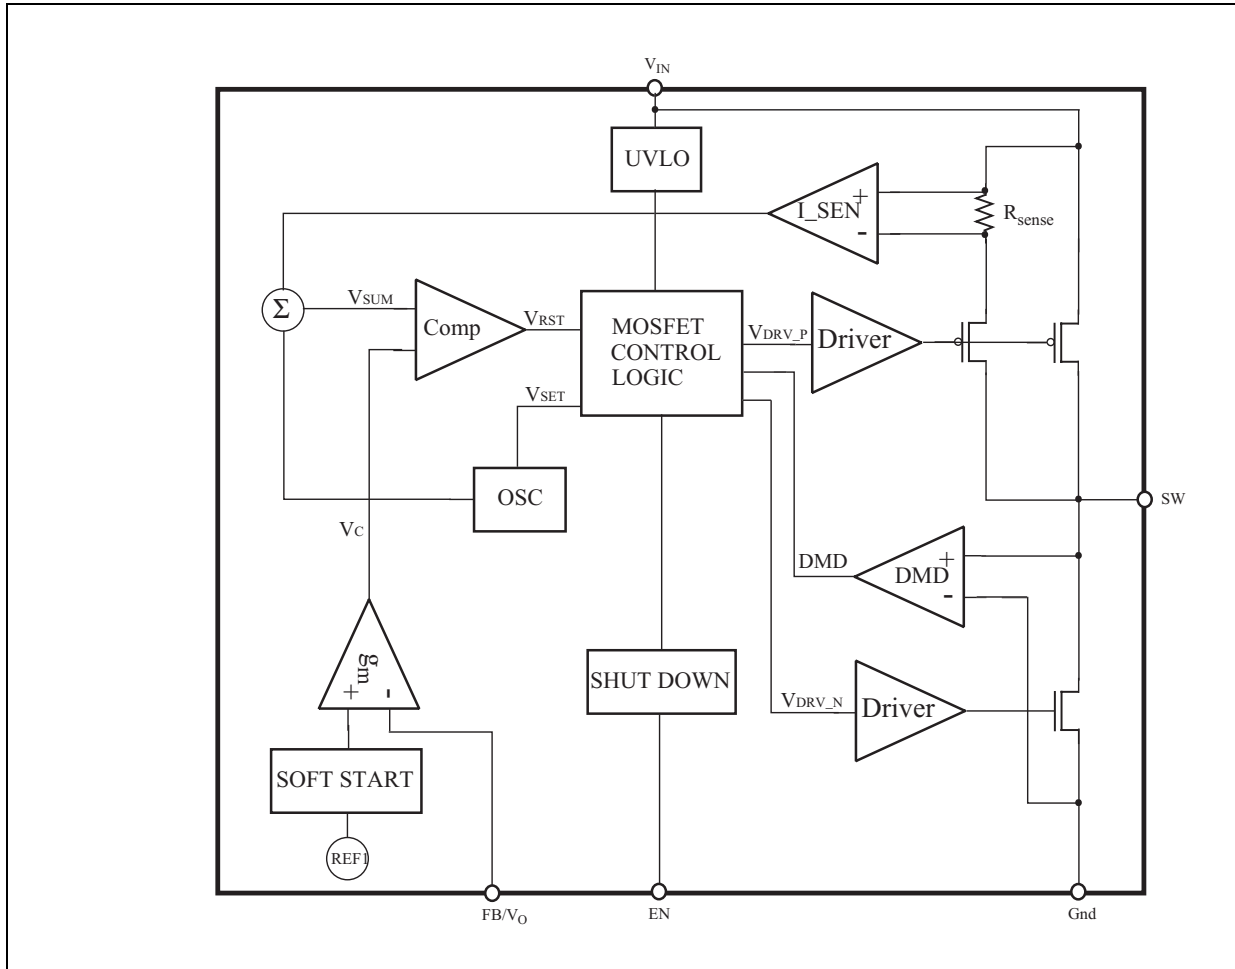 VIN
UVLO
+
I_SEN
-
Rsense
Σ
VSUM
Comp
VRST
MOSFET
CONTROL
LOGIC
VDRV_P
Driver
VSET
OSC
SW
VC
DMD
+
DMD
-
gm
+
-
SHUT DOWN
VDRV_N
Driver
SOFT START
REF1
FB/VO
EN
Gnd